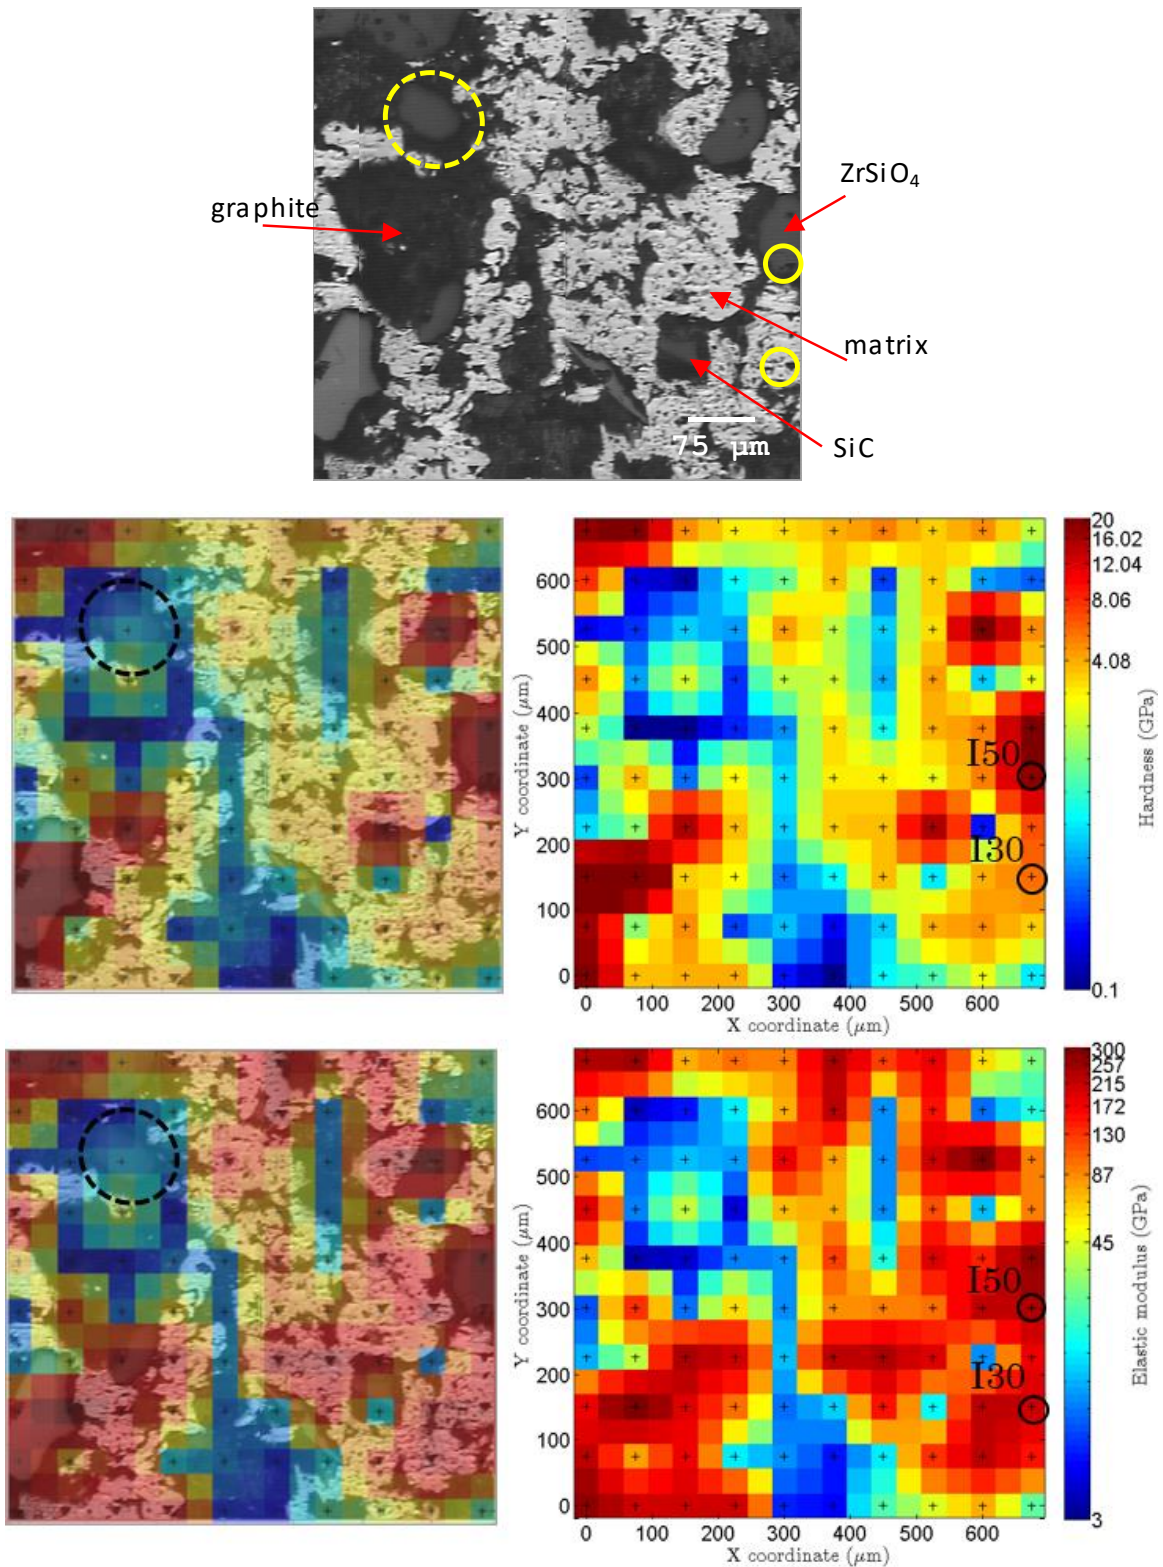 ZrSiO4
graphite
matrix
75 μm
SiC
20
16.02
12.04
8.06
4.08
0.1
Hardness (GPa)
600
500
400
300
200
100
0
Y coordinate (μm)
I50
I30
0 100 200 300 400 500 600
X coordinate (μm)
300
257
215
172
130
87
45
3
Elastic modulus (GPa)
600
500
400
300
200
100
0
Y coordinate (μm)
I50
I30
0 100 200 300 400 500 600
X coordinate (μm)